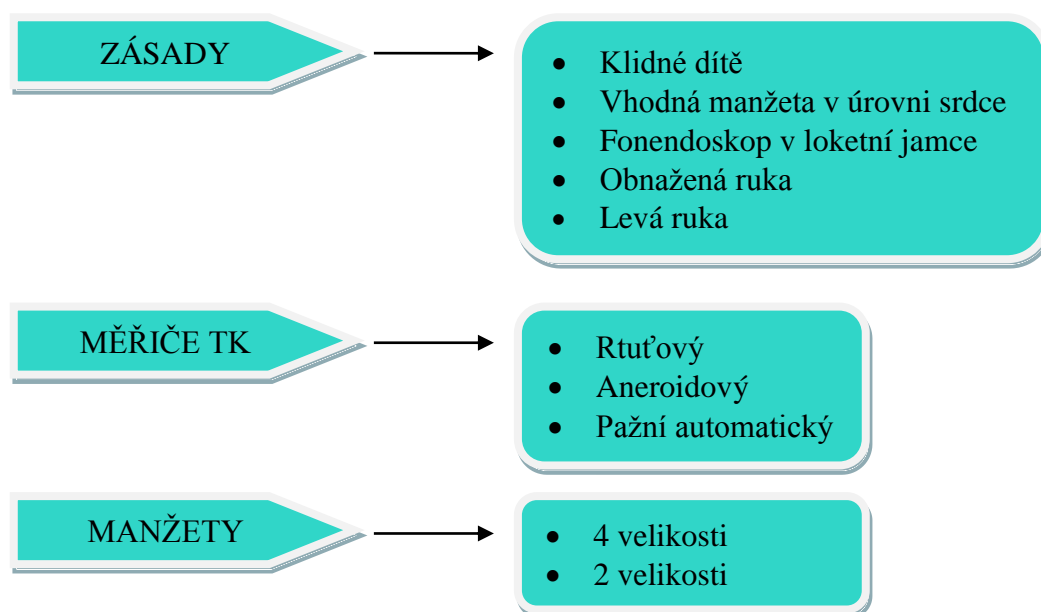 ZÁSADY
• Klidné dítě
• Vhodná manžeta v úrovni srdce
• Fonendoskop v loketní jamce
• Obnažená ruka
• Levá ruka
MĚŘIČE TK
• Rtuťový
• Aneroidový
• Pažní automatický
MANŽETY
• 4 velikosti
• 2 velikosti